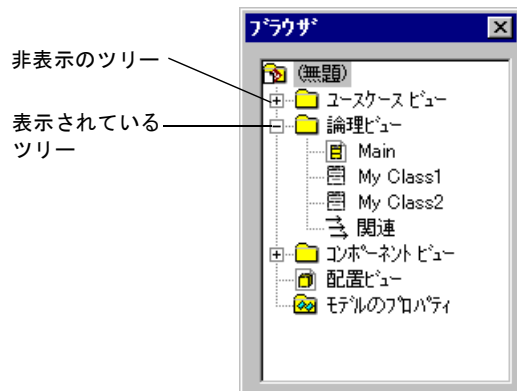 ﾌﾞﾗｳｻﾞ
非表示のツリー
表示されている
ツリー
(無題)
ﾕｰｽｹｰｽ ﾋﾞｭｰ
論理ﾋﾞｭｰ
Main
My Class1
My Class2
関連
ｺﾝﾎﾟｰﾈﾝﾄ ﾋﾞｭｰ
配置ﾋﾞｭｰ
ﾓﾃﾞﾙのﾌﾟﾛﾊﾟﾃｨ